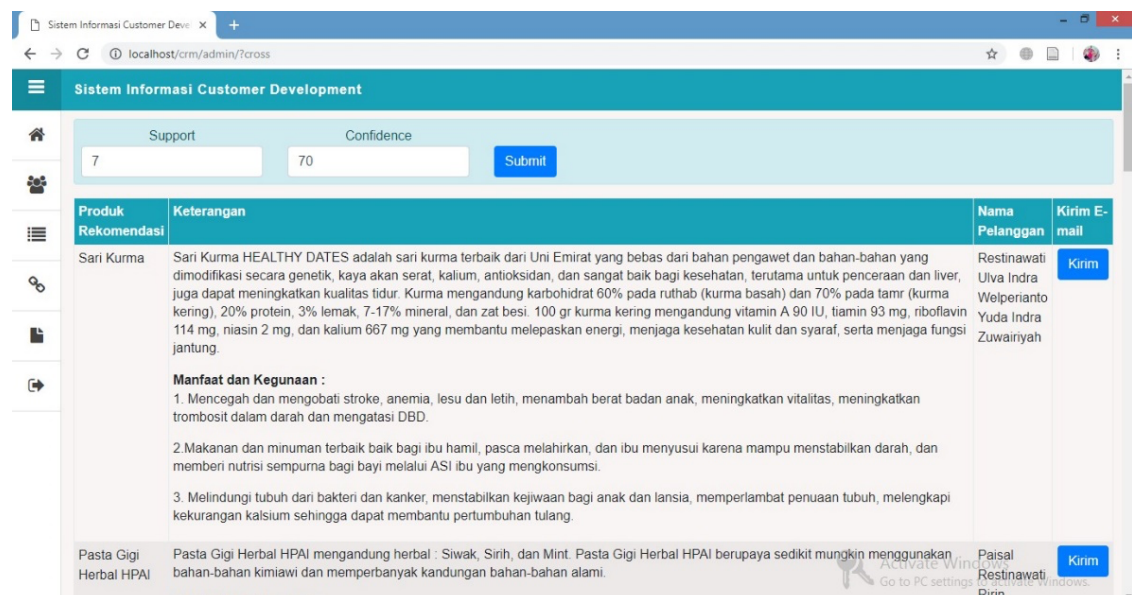 Sistem Informasi Customer Deve
localhost/crm/admin/?cross
Sistem Informasi Customer Development
Support Confidence
7 70 Submit
Produk Rekomendasi Keterangan Nama Pelanggan Kirim E-mail
Sari Kurma
Sari Kurma HEALTHY DATES adalah sari kurma terbaik dari Uni Emirat yang bebas dari bahan pengawet dan bahan-bahan yang
dimodifikasi secara genetik, kaya akan serat, kalium, antioksidan, dan sangat baik bagi kesehatan, terutama untuk penceraan dan liver,
juga dapat meningkatkan kualitas tidur. Kurma mengandung karbohidrat 60% pada ruthab (kurma basah) dan 70% pada tamr (kurma
kering), 20% protein, 3% lemak, 7-17% mineral, dan zat besi. 100 gr kurma kering mengandung vitamin A 90 IU, tiamin 93 mg, riboflavin
114 mg, niasin 2 mg, dan kalium 667 mg yang membantu melepaskan energi, menjaga kesehatan kulit dan syaraf, serta menjaga fungsi
jantung.
Manfaat dan Kegunaan :
1. Mencegah dan mengobati stroke, anemia, lesu dan letih, menambah berat badan anak, meningkatkan vitalitas, meningkatkan
trombosit dalam darah dan mengatasi DBD.
2.Makanan dan minuman terbaik baik bagi ibu hamil, pasca melahirkan, dan ibu menyusui karena mampu menstabilkan darah, dan
memberi nutrisi sempurna bagi bayi melalui ASI ibu yang mengkonsumsi.
3. Melindungi tubuh dari bakteri dan kanker, menstabilkan kejiwaan bagi anak dan lansia, memperlambat penuaan tubuh, melengkapi
kekurangan kalsium sehingga dapat membantu pertumbuhan tulang.
Restinawati
Ulva Indra
Welperianto
Yuda Indra
Zuwairiyah
Kirim
Pasta Gigi
Herbal HPAI
Pasta Gigi Herbal HPAI mengandung herbal : Siwak, Sirih, dan Mint. Pasta Gigi Herbal HPAI berupaya sedikit mungkin menggunakan
bahan-bahan kimiawi dan memperbanyak kandungan bahan-bahan alami.
Paisal
Restinawati
Ririn
Kirim
Activate Windows
Go to PC settings to activate Windows.